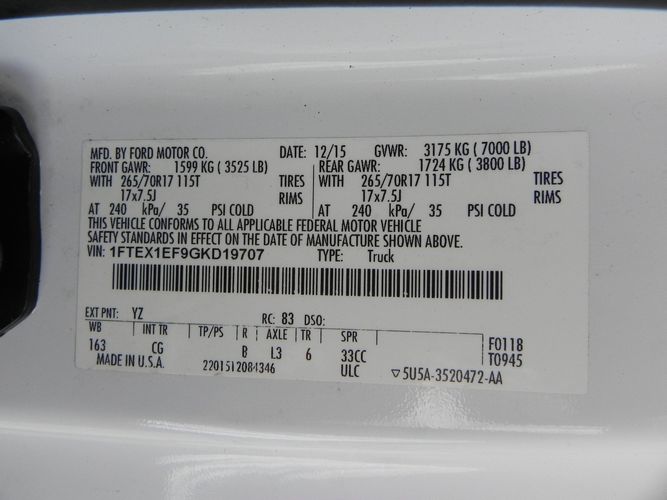 MFD. BY FORD MOTOR CO. DATE: 12/15 GVWR: 3175 KG ( 7000 LB)
FRONT GAWR: 1599 KG ( 3525 LB) REAR GAWR: 1724 KG ( 3800 LB)
WITH 265/70R17 115T TIRES WITH 265/70R17 115T TIRES
17x7.5J RIMS 17x7.5J RIMS
AT 240 kPa/ 35 PSI COLD AT 240 kPa/ 35 PSI COLD
THIS VEHICLE CONFORMS TO ALL APPLICABLE FEDERAL MOTOR VEHICLE
SAFETY STANDARDS IN EFFECT ON THE DATE OF MANUFACTURE SHOWN ABOVE.
VIN: 1FTEX1EF9GKD19707 TYPE: Truck
EXT PNT: YZ RC: 83 DSO:
WB INT TR TP/PS R AXLE TR SPR F0118
163 CG B L3 6 33CC T0945
MADE IN U.S.A. 2201512084346 ULC ▽5U5A-3520472-AA